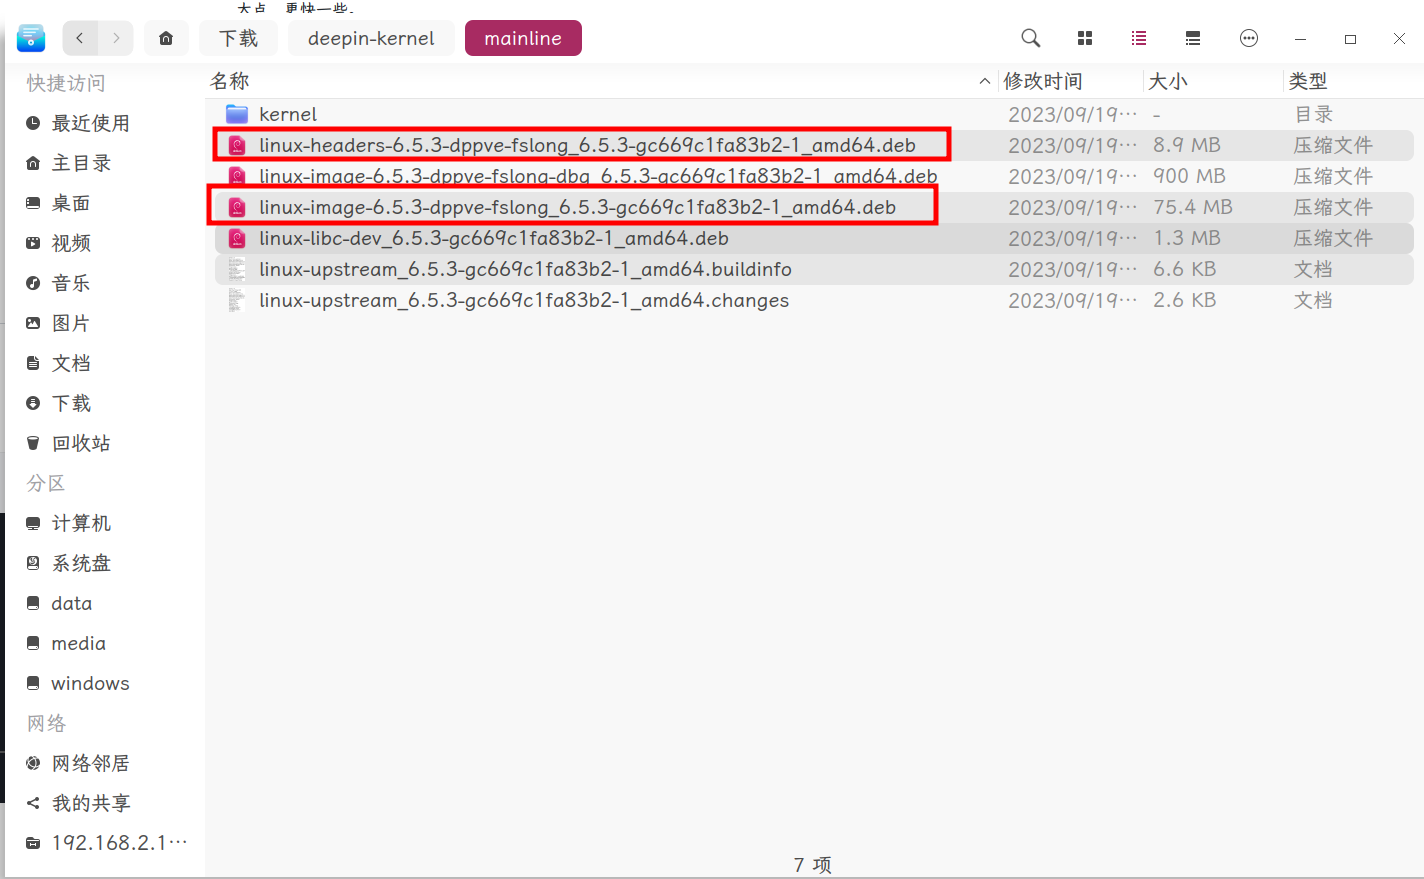 大点，更快一些。
下载
deepin-kernel
mainline
快捷访问
最近使用
主目录
桌面
视频
音乐
图片
文档
下载
回收站
分区
计算机
系统盘
data
media
windows
网络
网络邻居
我的共享
192.168.2.1···
名称 修改时间 大小 类型
kernel 2023/09/19··· - 目录
linux-headers-6.5.3-dppve-fslong_6.5.3-gc669c1fa83b2-1_amd64.deb 2023/09/19··· 8.9 MB 压缩文件
linux-image-6.5.3-dppve-fslong-dbg_6.5.3-gc669c1fa83b2-1_amd64.deb 2023/09/19··· 900 MB 压缩文件
linux-image-6.5.3-dppve-fslong_6.5.3-gc669c1fa83b2-1_amd64.deb 2023/09/19··· 75.4 MB 压缩文件
linux-libc-dev_6.5.3-gc669c1fa83b2-1_amd64.deb 2023/09/19··· 1.3 MB 压缩文件
linux-upstream_6.5.3-gc669c1fa83b2-1_amd64.buildinfo 2023/09/19··· 6.6 KB 文档
linux-upstream_6.5.3-gc669c1fa83b2-1_amd64.changes 2023/09/19··· 2.6 KB 文档
7 项